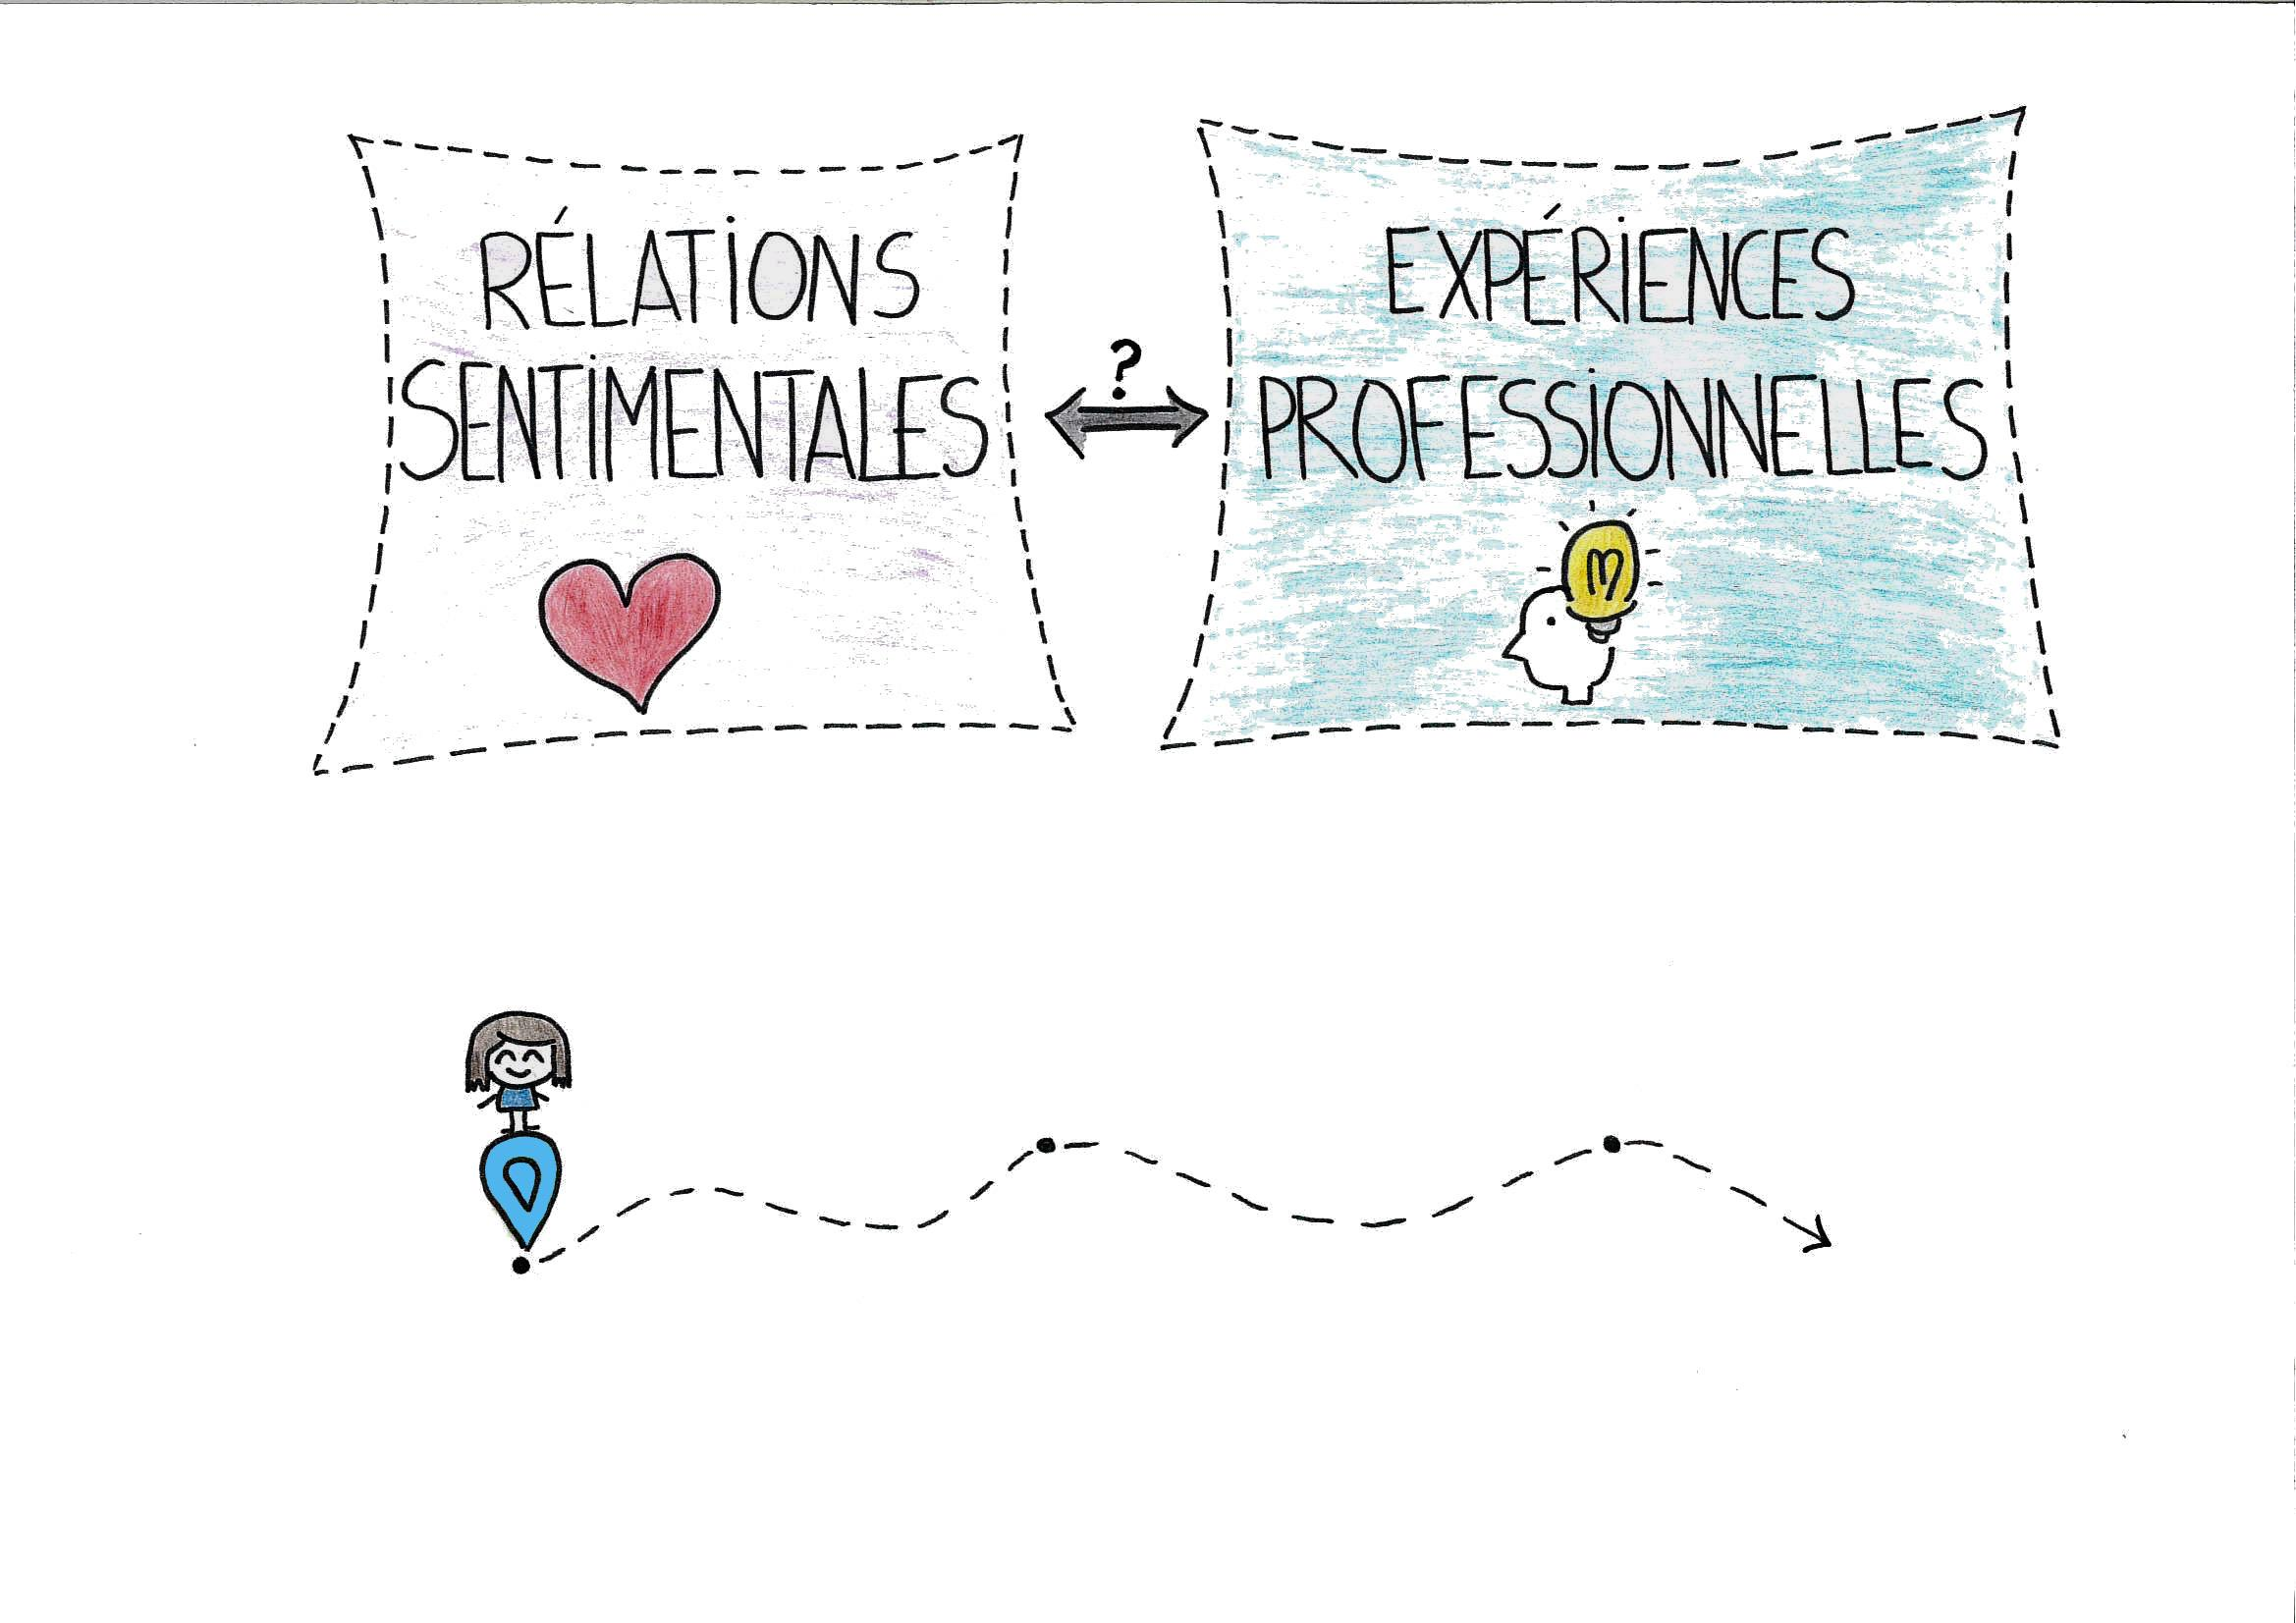 RÉLATIONS
SENTIMENTALES
?
EXPÉRIENCES
PROFESSIONNELLES